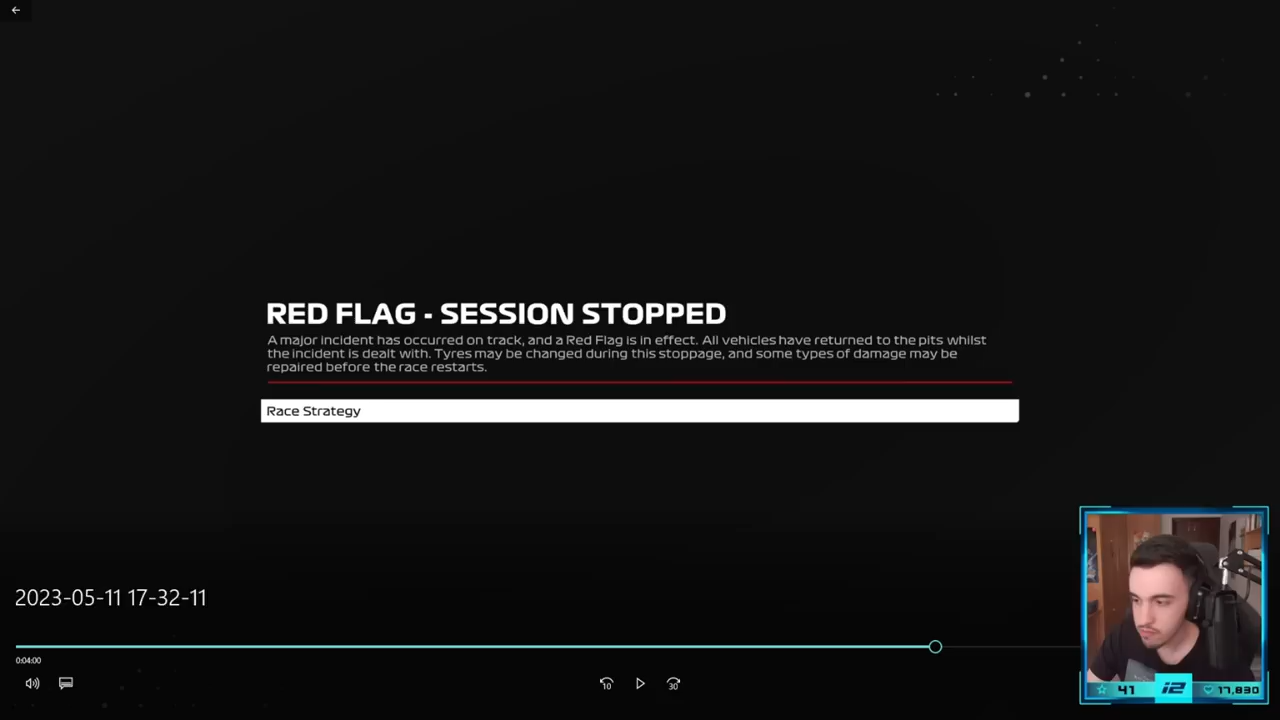 RED FLAG - SESSION STOPPED
A major incident has occurred on track, and a Red Flag is in effect. All vehicles have returned to the pits whilst
the incident is dealt with. Tyres may be changed during this stoppage, and some types of damage may be
repaired before the race restarts.
Race Strategy
2023-05-11 17-32-11
0:04:00
10
30
41
i2
17,830